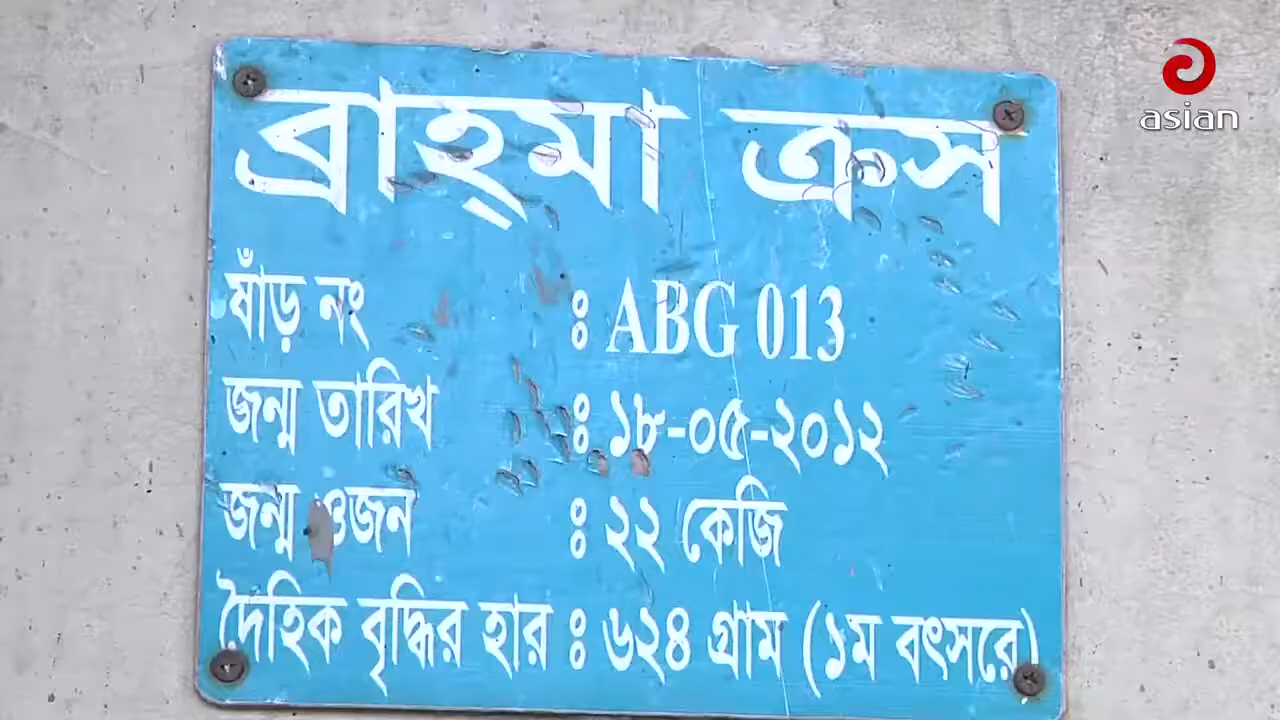 ব্রাহ্মা ক্রস
asian
ষাঁড় নং : ABG 013
জন্ম তারিখ : ১৮-০৫-২০১২
জন্ম ওজন : ২২ কেজি
দৈহিক বৃদ্ধির হার : ৬২৪ গ্রাম (১ম বৎসরে)